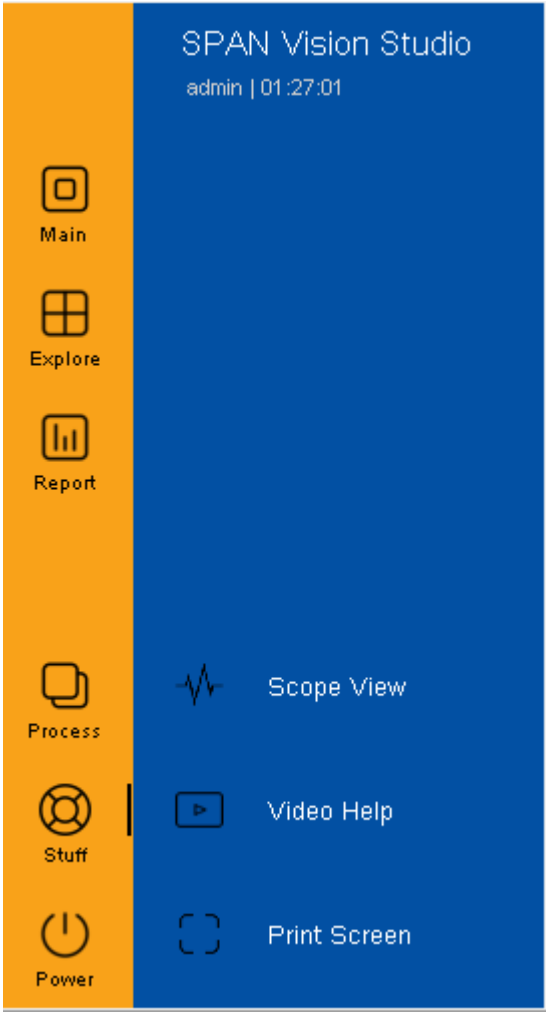 SPAN Vision Studio
admin | 01:27:01
Main
Explore
Report
Process
Scope View
Stuff
Video Help
Power
Print Screen